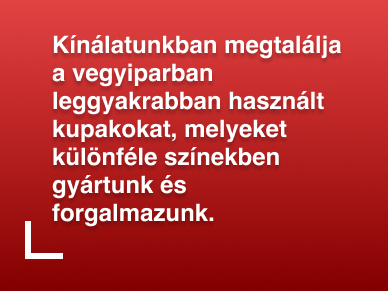 Kínálatunkban megtalálja
a vegyiparban
leggyakrabban használt
kupakokat, melyeket
különféle színekben
gyártunk és
forgalmazunk.